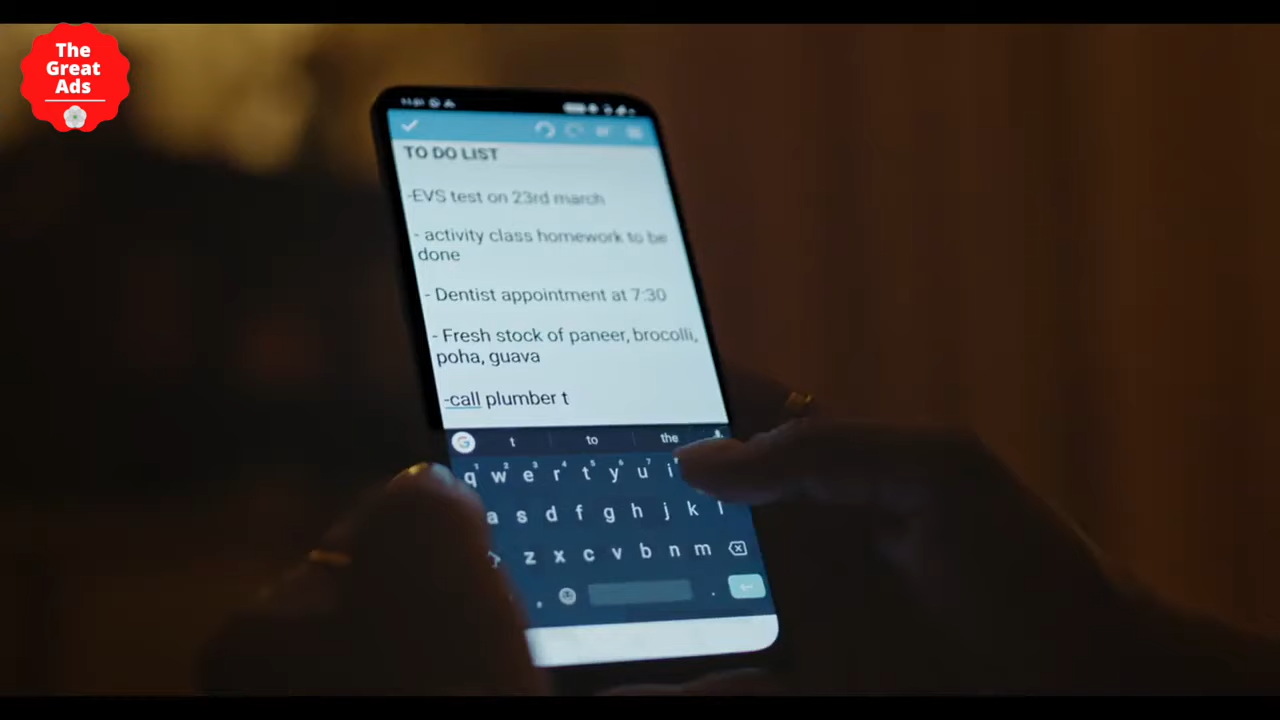 The
Great
Ads
TO DO LIST
-EVS test on 23rd march
- activity class homework to be
done
- Dentist appointment at 7:30
- Fresh stock of paneer, brocolli,
poha, guava
-call plumber t
t to the
q w e r t y u i
a s d f g h j k l
z x c v b n m
, .